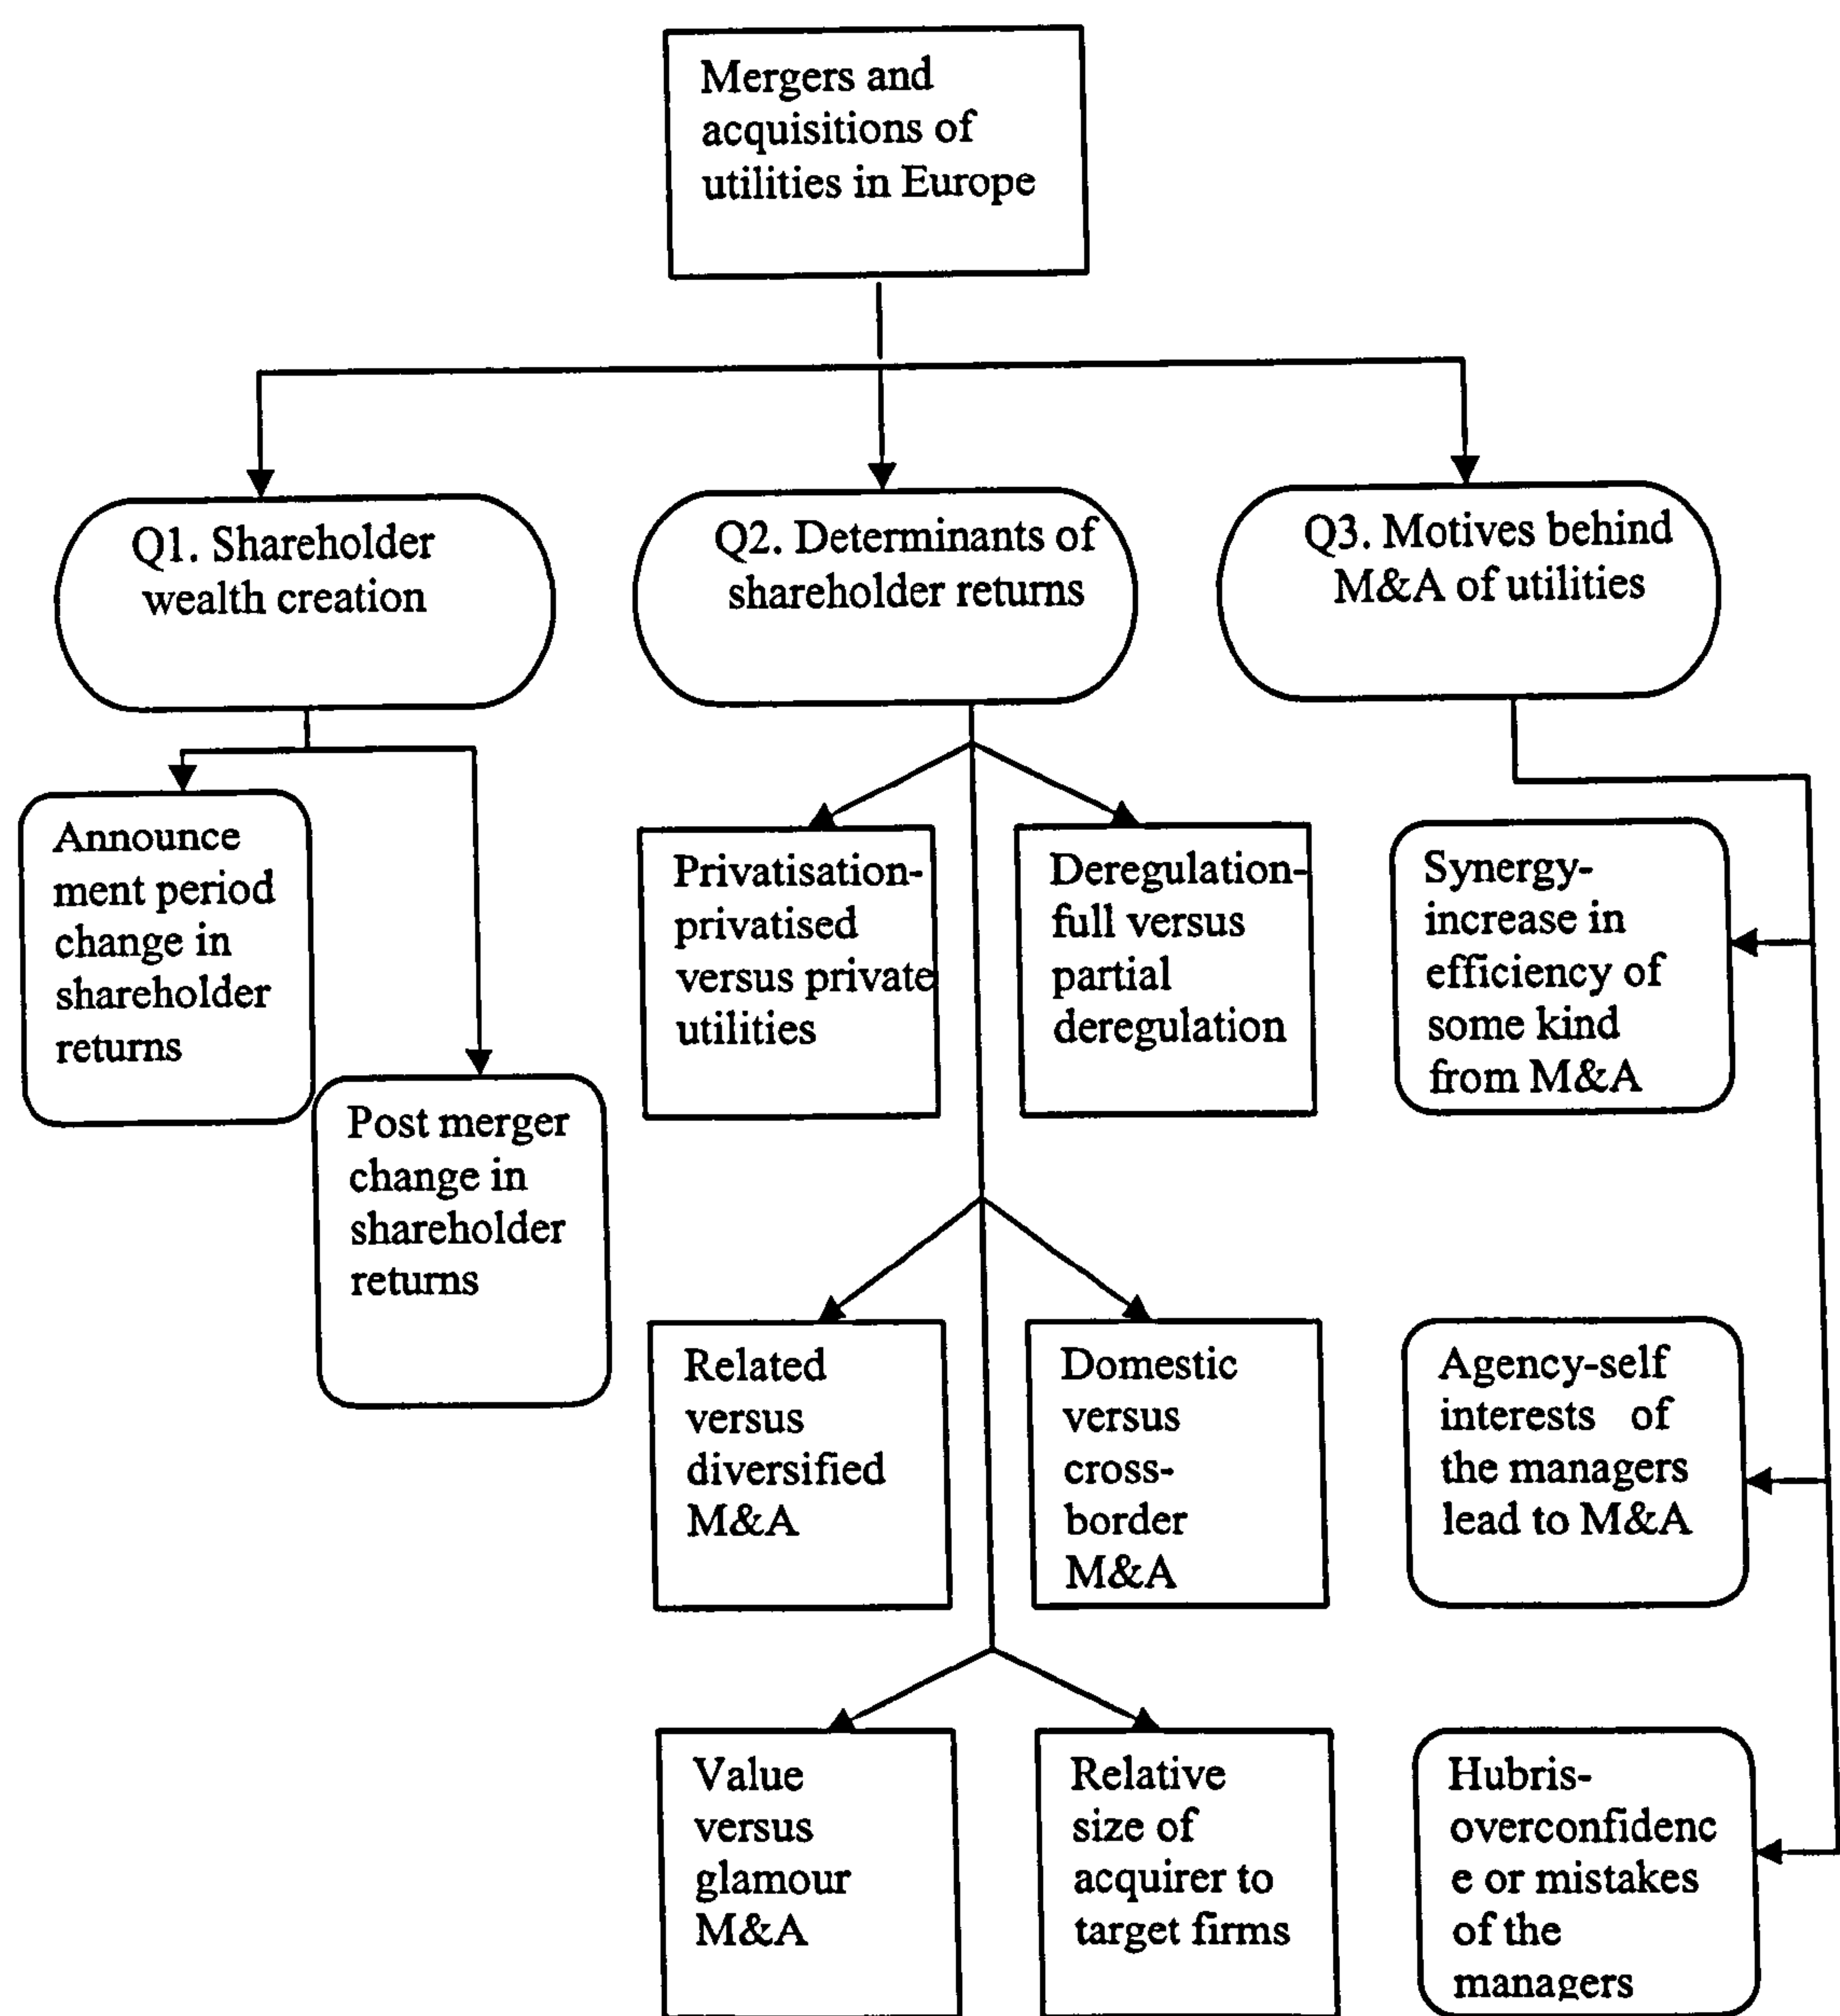 Mergers and
acquisitions of
utilities in Europe
Q1. Shareholder
wealth creation
Q2. Determinants of
shareholder returns
Q3. Motives behind
M&A of utilities
Announce
ment period
change in
shareholder
returns
Post merger
change in
shareholder
returns
Privatisation-
privatised
versus private
utilities
Deregulation-
full versus
partial
deregulation
Synergy-
increase in
efficiency of
some kind
from M&A
Related
versus
diversified
M&A
Domestic
versus
cross-
border
M&A
Agency-self
interests of
the managers
lead to M&A
Value
versus
glamour
M&A
Relative
size of
acquirer to
target firms
Hubris-
overconfidenc
e or mistakes
of the
managers